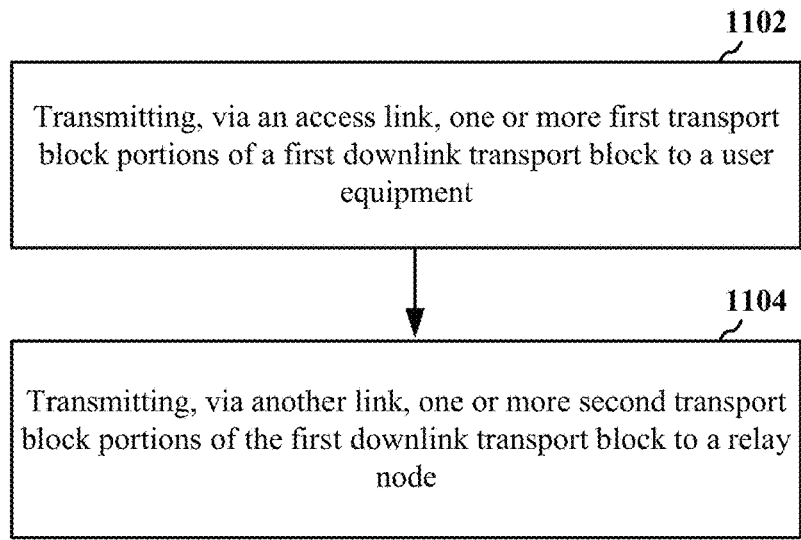 1102
Transmitting, via an access link, one or more first transport
block portions of a first downlink transport block to a user
equipment
1104
Transmitting, via another link, one or more second transport
block portions of the first downlink transport block to a relay
node